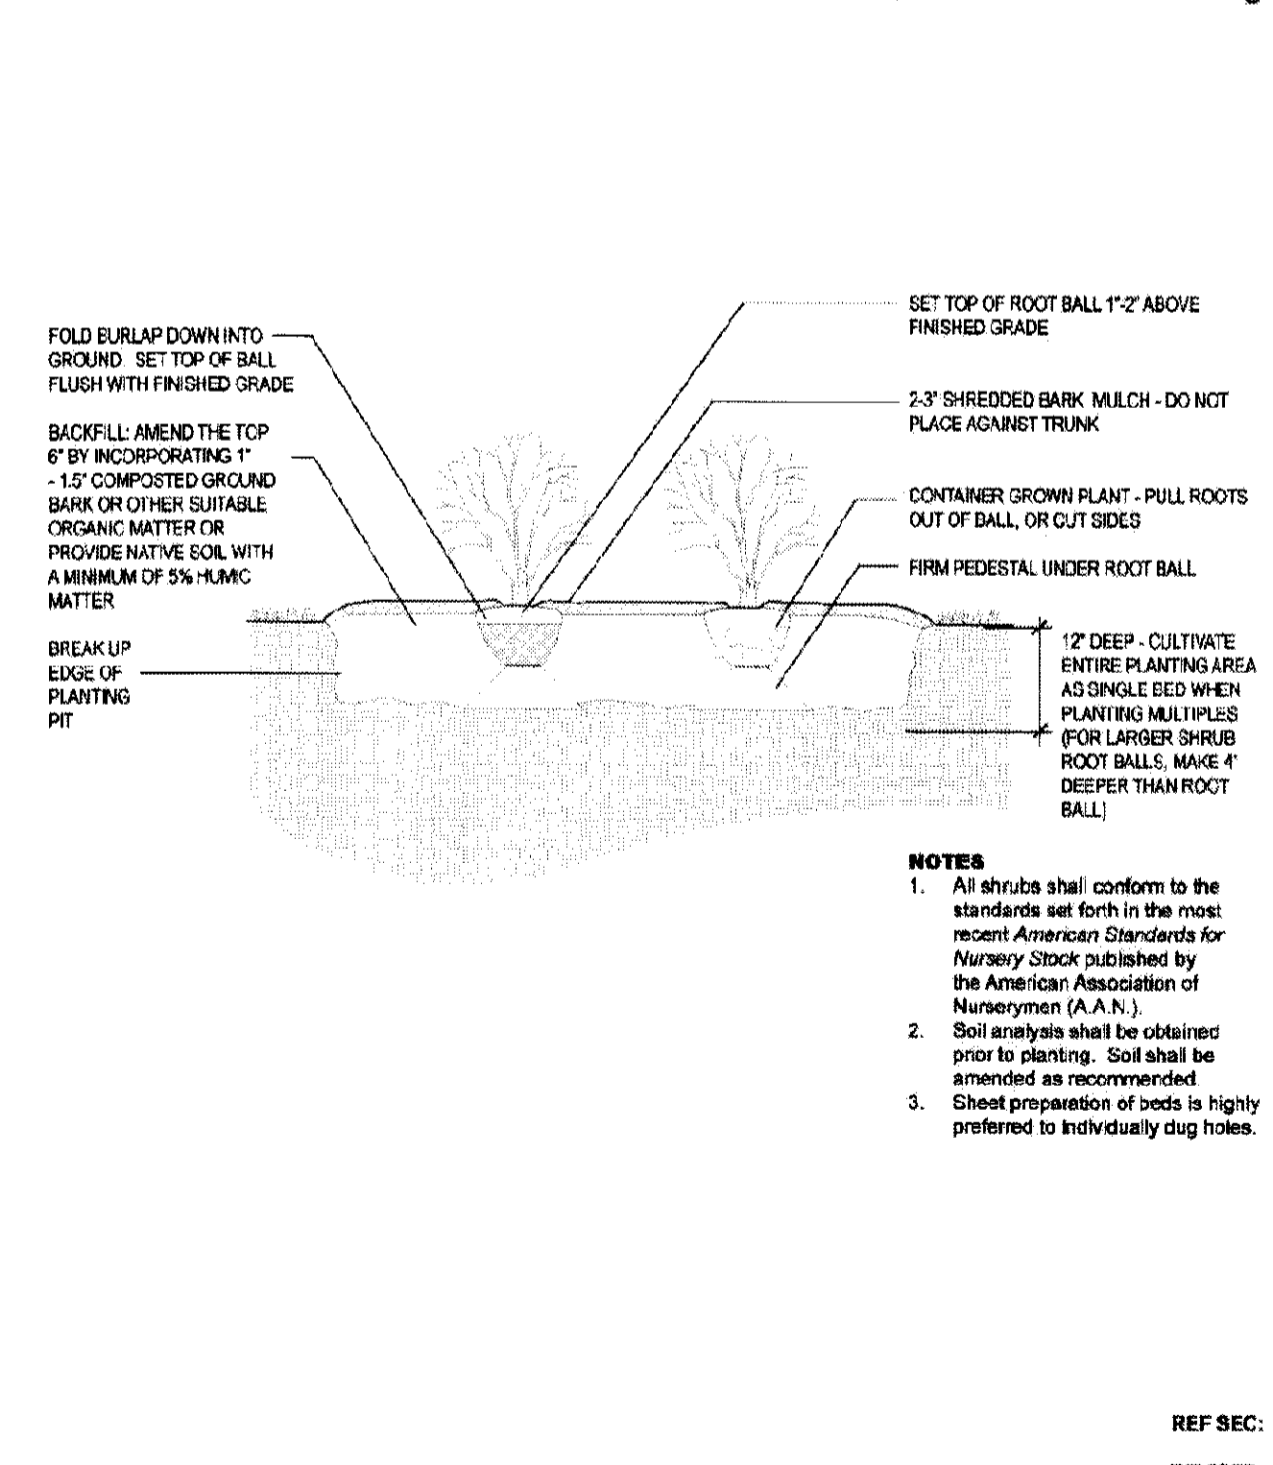 FOLD BURLAP DOWN INTO
GROUND. SET TOP OF BALL
FLUSH WITH FINISHED GRADE
BACKFILL: AMEND THE TOP
6" BY INCORPORATING 1"
- 1.5" COMPOSTED GROUND
BARK OR OTHER SUITABLE
ORGANIC MATTER OR
PROVIDE NATIVE SOIL WITH
A MINIMUM OF 5% HUMIC
MATTER
BREAK UP
EDGE OF
PLANTING
PIT
SET TOP OF ROOT BALL 1"-2" ABOVE
FINISHED GRADE
2-3" SHREDDED BARK MULCH - DO NOT
PLACE AGAINST TRUNK
CONTAINER GROWN PLANT - PULL ROOTS
OUT OF BALL, OR CUT SIDES
FIRM PEDESTAL UNDER ROOT BALL
12" DEEP - CULTIVATE
ENTIRE PLANTING AREA
AS SINGLE BED WHEN
PLANTING MULTIPLES
(FOR LARGER SHRUB
ROOT BALLS, MAKE 4"
DEEPER THAN ROOT
BALL)
NOTES
1. All shrubs shall conform to the
standards set forth in the most
recent American Standards for
Nursery Stock published by
the American Association of
Nurserymen (A.A.N.).
2. Soil analysis shall be obtained
prior to planting. Soil shall be
amended as recommended.
3. Sheet preparation of beds is highly
preferred to individually dug holes.
REF SEC: